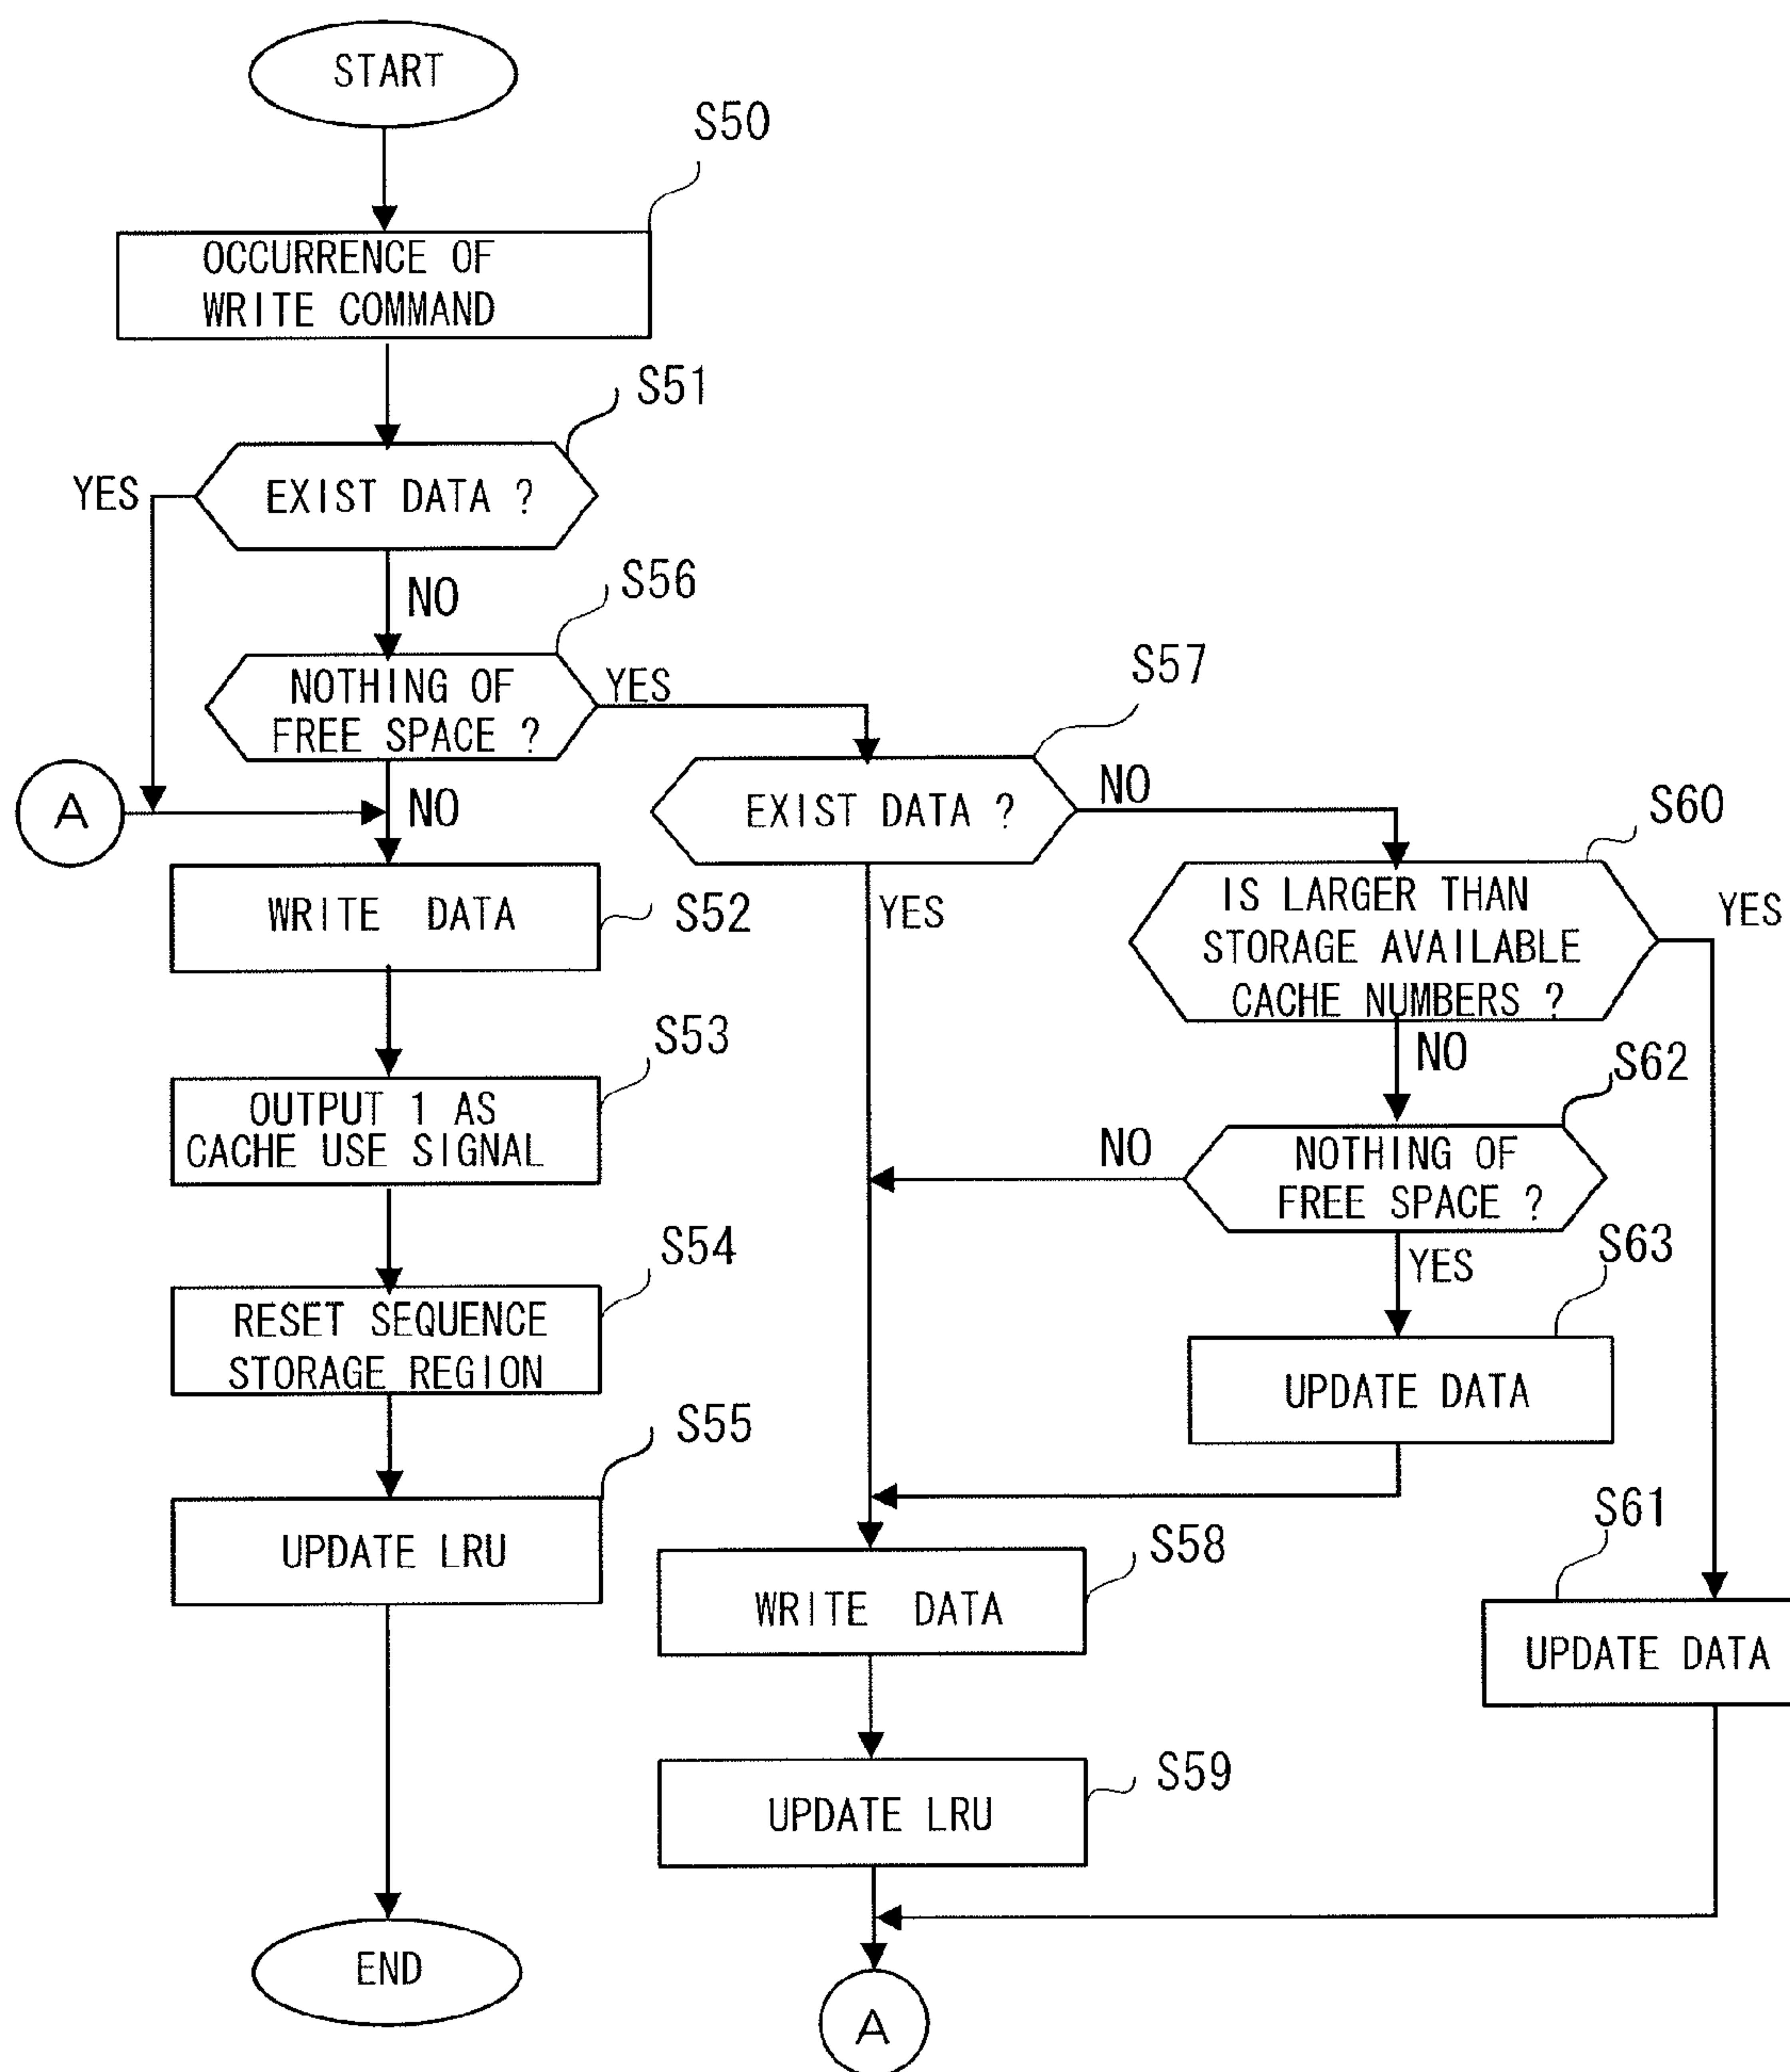 START
S50
OCCURRENCE OF
WRITE COMMAND
S51
YES
EXIST DATA ?
NO
S56
NOTHING OF
FREE SPACE ?
YES
S57
A
NO
EXIST DATA ?
NO
S60
WRITE DATA
S52
YES
IS LARGER THAN
STORAGE AVAILABLE
CACHE NUMBERS ?
YES
NO
S53
OUTPUT 1 AS
CACHE USE SIGNAL
S62
NO
NOTHING OF
FREE SPACE ?
S54
RESET SEQUENCE
STORAGE REGION
YES
S63
UPDATE DATA
S55
UPDATE LRU
S58
WRITE DATA
S61
UPDATE DATA
S59
UPDATE LRU
END
A